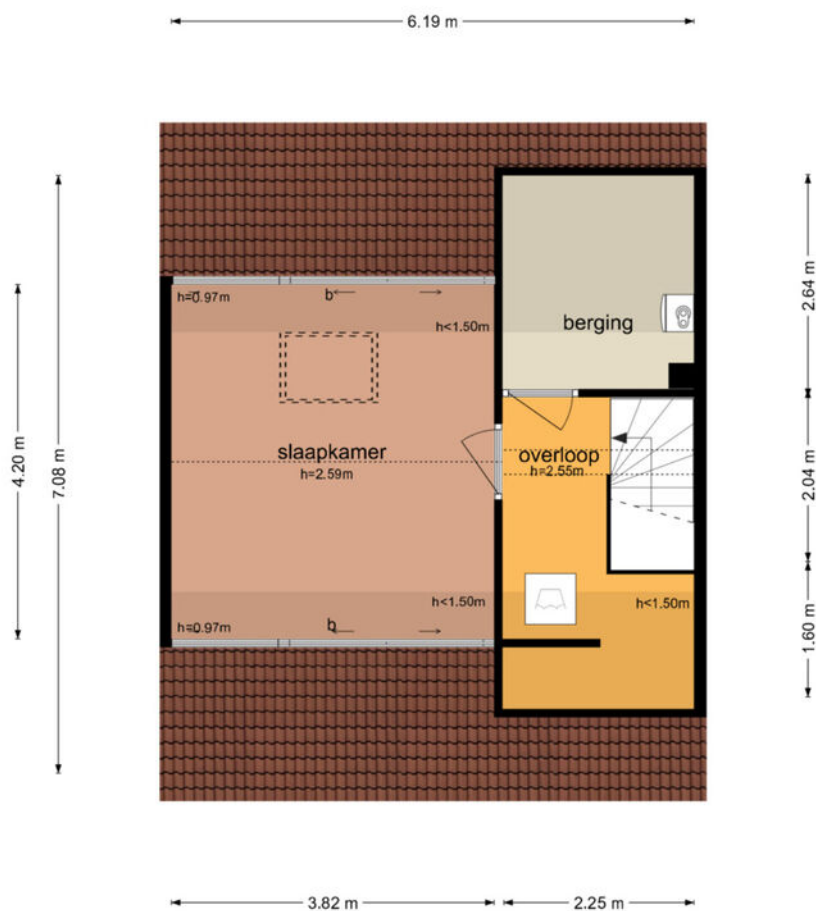 6.19 m
h=0.97m
b
h<1.50m
berging
slaapkamer
h=2.59m
overloop
h=2.55m
h<1.50m
h<1.50m
h=0.97m
b
4.20 m
7.08 m
2.64 m
2.04 m
1.60 m
3.82 m
2.25 m